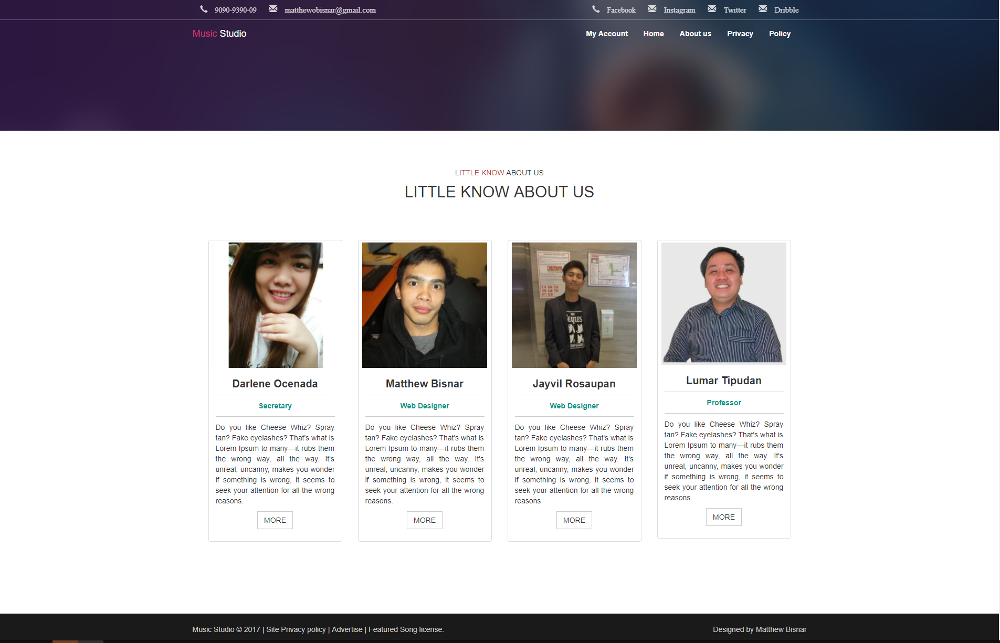 9090-9390-09 matthewobisnar@gmail.com Facebook Instagram Twitter Dribble
Music Studio My Account Home About us Privacy Policy
LITTLE KNOW ABOUT US
LITTLE KNOW ABOUT US
THE
EATLES
Darlene Ocenada
Secretary
Do you like Cheese Whiz? Spray
tan? Fake eyelashes? That's what is
Lorem Ipsum to many—it rubs them
the wrong way, all the way. It's
unreal, uncanny, makes you wonder
if something is wrong, it seems to
seek your attention for all the wrong
reasons.
MORE
Matthew Bisnar
Web Designer
Do you like Cheese Whiz? Spray
tan? Fake eyelashes? That's what is
Lorem Ipsum to many—it rubs them
the wrong way, all the way. It's
unreal, uncanny, makes you wonder
if something is wrong, it seems to
seek your attention for all the wrong
reasons.
MORE
Jayvil Rosaupan
Web Designer
Do you like Cheese Whiz? Spray
tan? Fake eyelashes? That's what is
Lorem Ipsum to many—it rubs them
the wrong way, all the way. It's
unreal, uncanny, makes you wonder
if something is wrong, it seems to
seek your attention for all the wrong
reasons.
MORE
Lumar Tipudan
Professor
Do you like Cheese Whiz? Spray
tan? Fake eyelashes? That's what is
Lorem Ipsum to many—it rubs them
the wrong way, all the way. It's
unreal, uncanny, makes you wonder
if something is wrong, it seems to
seek your attention for all the wrong
reasons.
MORE
Music Studio © 2017 | Site Privacy policy | Advertise | Featured Song license. Designed by Matthew Bisnar